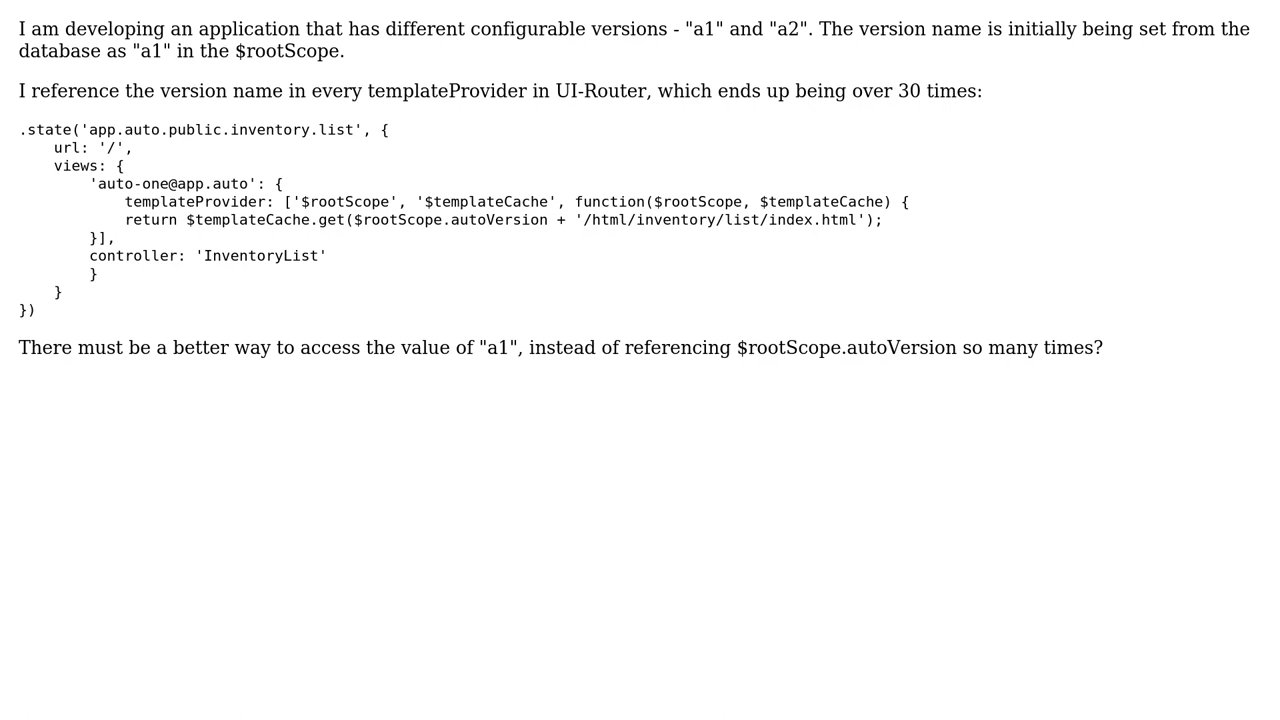 I am developing an application that has different configurable versions - "a1" and "a2". The version name is initially being set from the
database as "a1" in the $rootScope.
I reference the version name in every templateProvider in UI-Router, which ends up being over 30 times:
.state('app.auto.public.inventory.list', {
    url: '/',
    views: {
        'auto-one@app.auto': {
            templateProvider: ['$rootScope', '$templateCache', function($rootScope, $templateCache) {
            return $templateCache.get($rootScope.autoVersion + '/html/inventory/list/index.html');
        }],
        controller: 'InventoryList'
        }
    }
})
There must be a better way to access the value of "a1", instead of referencing $rootScope.autoVersion so many times?